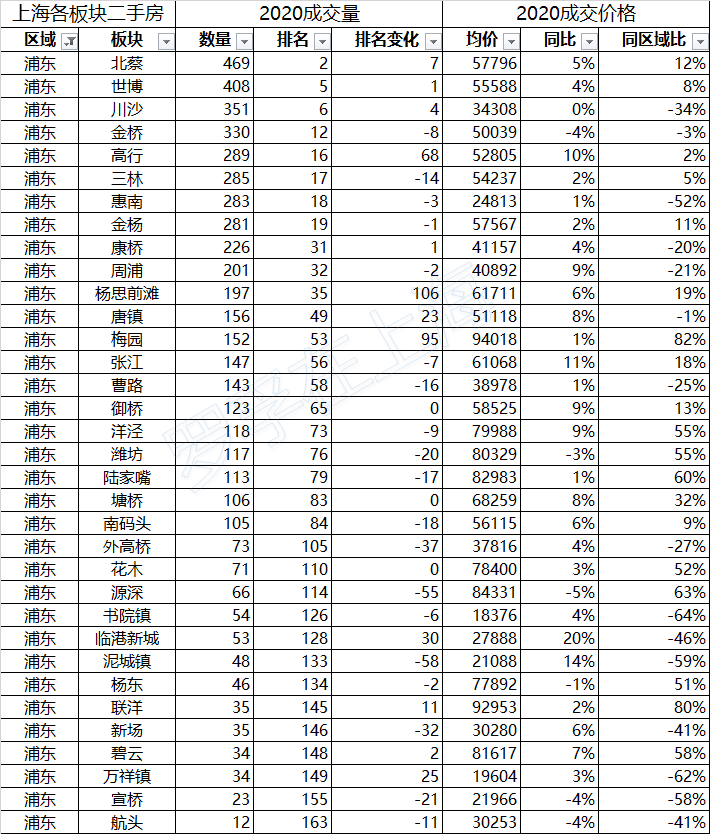 上海各板块二手房 2020成交量 2020成交价格
区域 板块 数量 排名 排名变化 均价 同比 同区域比
浦东 北蔡 469 2 7 57796 5% 12%
浦东 世博 408 5 1 55588 4% 8%
浦东 川沙 351 6 4 34308 0% -34%
浦东 金桥 330 12 -8 50039 -4% -3%
浦东 高行 289 16 68 52805 10% 2%
浦东 三林 285 17 -14 54237 2% 5%
浦东 惠南 283 18 -3 24813 1% -52%
浦东 金杨 281 19 -1 57567 2% 11%
浦东 康桥 226 31 1 41157 4% -20%
浦东 周浦 201 32 -2 40892 9% -21%
浦东 杨思前滩 197 35 106 61711 6% 19%
浦东 唐镇 156 49 23 51118 8% -1%
浦东 梅园 152 53 95 94018 1% 82%
浦东 张江 147 56 -7 61068 11% 18%
浦东 曹路 143 58 -16 38978 1% -25%
浦东 御桥 123 65 0 58525 9% 13%
浦东 洋泾 118 73 -9 79988 9% 55%
浦东 潍坊 117 76 -20 80329 -3% 55%
浦东 陆家嘴 113 79 -17 82983 1% 60%
浦东 塘桥 106 83 0 68259 8% 32%
浦东 南码头 105 84 -18 56115 6% 9%
浦东 外高桥 73 105 -37 37816 4% -27%
浦东 花木 71 110 0 78400 3% 52%
浦东 源深 66 114 -55 84331 -5% 63%
浦东 书院镇 54 126 -6 18376 4% -64%
浦东 临港新城 53 128 30 27888 20% -46%
浦东 泥城镇 48 133 -58 21088 14% -59%
浦东 杨东 46 134 -2 77892 -1% 51%
浦东 联洋 35 145 11 92953 2% 80%
浦东 新场 35 146 -32 30280 6% -41%
浦东 碧云 34 148 2 81617 7% 58%
浦东 万祥镇 34 149 25 19604 3% -62%
浦东 宣桥 23 155 -21 21966 -4% -58%
浦东 航头 12 163 -11 30253 -4% -41%
罗孚在上海